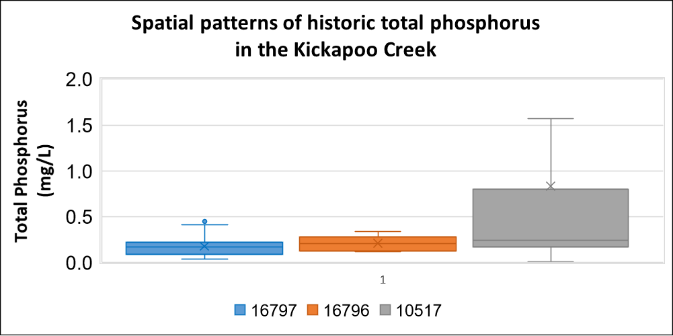 Spatial patterns of historic total phosphorus
in the Kickapoo Creek
Total Phosphorus
(mg/L)
2.0
1.5
1.0
0.5
0.0
1
16797 16796 10517